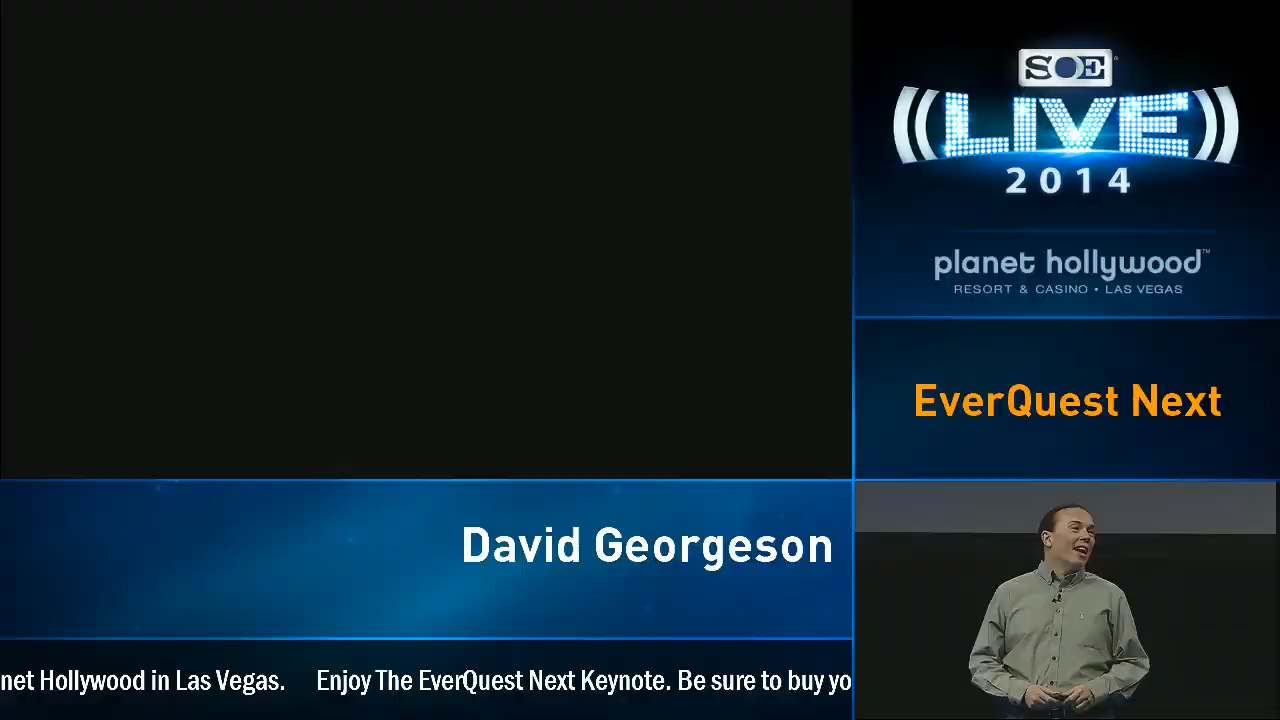 SOE
LIVE
2014
planet hollywood™
RESORT & CASINO • LAS VEGAS
EverQuest Next
David Georgeson
net Hollywood in Las Vegas. Enjoy The EverQuest Next Keynote. Be sure to buy yo